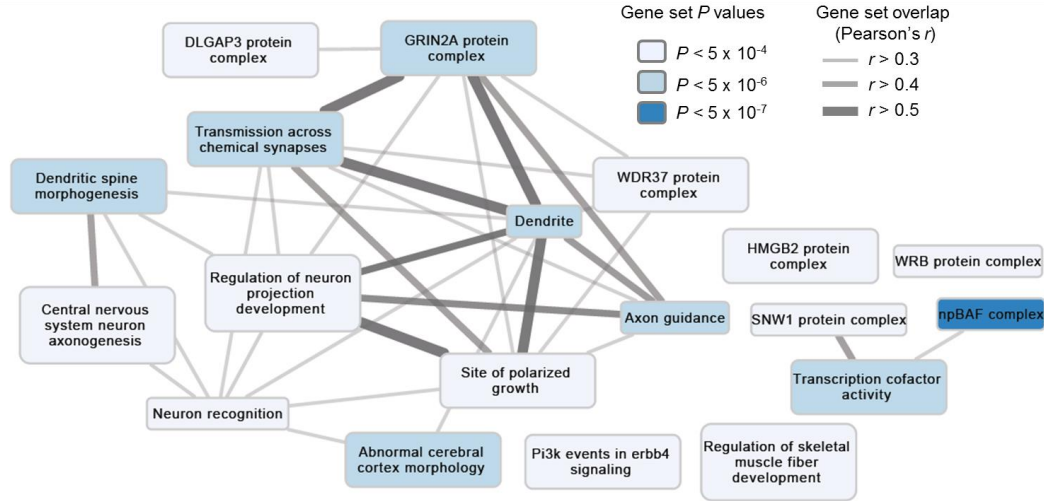 Gene set P values
Gene set overlap
(Pearson's r)
P < 5 x 10⁻⁴
P < 5 x 10⁻⁶
P < 5 x 10⁻⁷
r > 0.3
r > 0.4
r > 0.5
DLGAP3 protein
complex
GRIN2A protein
complex
Transmission across
chemical synapses
Dendritic spine
morphogenesis
WDR37 protein
complex
Dendrite
HMGB2 protein
complex
WRB protein complex
Regulation of neuron
projection
development
Central nervous
system neuron
axonogenesis
Axon guidance
SNW1 protein complex
npBAF complex
Site of polarized
growth
Transcription cofactor
activity
Neuron recognition
Abnormal cerebral
cortex morphology
Pi3k events in erbb4
signaling
Regulation of skeletal
muscle fiber
development